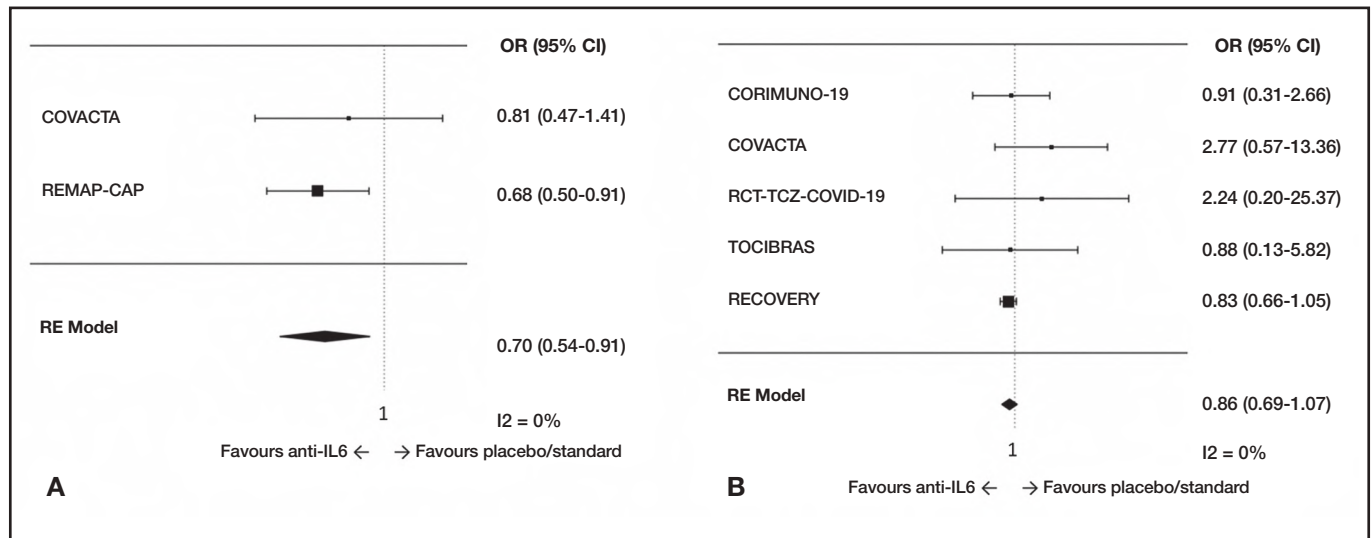 OR (95% CI)
COVACTA 0.81 (0.47-1.41)
REMAP-CAP 0.68 (0.50-0.91)
RE Model 0.70 (0.54-0.91)
1
I2 = 0%
Favours anti-IL6 ← → Favours placebo/standard
A
OR (95% CI)
CORIMUNO-19 0.91 (0.31-2.66)
COVACTA 2.77 (0.57-13.36)
RCT-TCZ-COVID-19 2.24 (0.20-25.37)
TOCIBRAS 0.88 (0.13-5.82)
RECOVERY 0.83 (0.66-1.05)
RE Model 0.86 (0.69-1.07)
1
I2 = 0%
Favours anti-IL6 ← → Favours placebo/standard
B